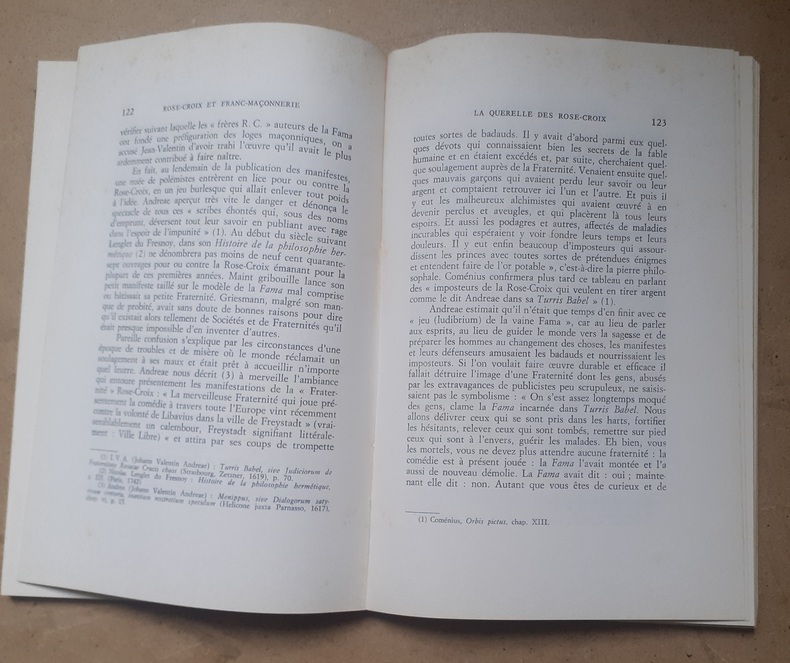 122 ROSE-CROIX ET FRANC-MAÇONNERIE
vérifier suivant laquelle les « frères R. C. » auteurs de la Fama
ont fondé une préfiguration des loges maçonniques, on a
accusé Jean-Valentin d'avoir trahi l'œuvre qu'il avait le plus
ardemment contribué à faire naître.
En fait, au lendemain de la publication des manifestes,
une nuée de polémistes entrèrent en lice pour ou contre la
Rose-Croix, en un jeu burlesque qui allait enlever tout poids
à l'idée. Andreae aperçut très vite le danger et dénonça le
spectacle de tous ces « scribes éhontés qui, sous des noms
d'emprunt, déversent tout leur savoir en publiant avec rage
dans l'espoir de l'impunité » (1). Au début du siècle suivant
Lenglet du Fresnoy, dans son Histoire de la philosophie her-
métique (2) ne dénombrera pas moins de neuf cent quarante-
sept ouvrages pour ou contre la Rose-Croix émanant pour la
plupart de ces premières années. Maint gribouille lance son
petit manifeste taillé sur le modèle de la Fama mal comprise
ou bâtissait sa petite Fraternité. Griesmann, malgré son man-
que de probité, avait sans doute de bonnes raisons pour dire
qu'il existait alors tellement de Sociétés et de Fraternités qu'il
était presque impossible d'en inventer d'autres.
Pareille confusion s'explique par les circonstances d'une
époque de troubles et de misère où le monde réclamait un
soulagement à ses maux et était prêt à accueillir n'importe
quel leurre. Andreae nous décrit (3) à merveille l'ambiance
qui entoure présentement les manifestations de la « Frater-
nité » Rose-Croix : « La merveilleuse Fraternité qui joue pré-
sentement la comédie à travers toute l'Europe vint récemment
contre la volonté de Libavius dans la ville de Freystadt » (vrai-
semblablement un calembour, Freystadt signifiant littérale-
ment : Ville Libre) « et attira par ses coups de trompette
(1) I. V. A. (Johann Valentin Andreae) : Turris Babel, sive Judiciorum de
Fraternitate Rosaceae Crucis chaos (Strasbourg, Zetzner, 1619), p. 70.
(2) Nicolas Lenglet du Fresnoy : Histoire de la philosophie hermétique,
t. III. (Paris, 1742)
(3) Andreae (Johann Valentin Andreae) : Menippus, sive Dialogorum saty-
speculum (Helicone juxta Parnasso, 1617),
p. 15
LA QUERELLE DES ROSE-CROIX 123
toutes sortes de badauds. Il y avait d'abord parmi eux quel-
ques dévots qui connaissaient bien les secrets de la fable
humaine et en étaient excédés et, par suite, cherchaient quel-
que soulagement auprès de la Fraternité. Venaient ensuite quel-
ques mauvais garçons qui avaient perdu leur savoir ou leur
argent et comptaient retrouver ici l'un et l'autre. Et puis il
y eut les malheureux alchimistes qui avaient œuvré à en
devenir perclus et aveugles, et qui placèrent là tous leurs
espoirs. Et aussi les podagres et autres, affectés de maladies
incurables qui espéraient y voir fondre leurs temps et leurs
douleurs. Il y eut enfin beaucoup d'imposteurs qui assour-
dissent les princes avec toutes sortes de prétendues énigmes
et entendent faire de l'or potable », c'est-à-dire la pierre philo-
sophale. Coménius confirmera plus tard ce tableau en parlant
des « imposteurs de la Rose-Croix qui veulent en tirer argent
comme le dit Andreae dans sa Turris Babel » (1).
Andreae estimait qu'il n'était que temps d'en finir avec ce
« jeu (ludibrium) de la vaine Fama », car au lieu de parler
aux esprits, au lieu de guider le monde vers la sagesse et de
préparer les hommes au changement des choses, les manifestes
et leurs défenseurs amusaient les badauds et nourrissaient les
imposteurs. Si l'on voulait faire œuvre durable et efficace il
fallait détruire l'image d'une Fraternité dont les gens, abusés
par les extravagances de publicistes peu scrupuleux, ne saisis-
saient pas le symbolisme : « On s'est assez longtemps moqué
des gens, clame la Fama incarnée dans Turris Babel. Nous
allons délivrer ceux qui se sont pris dans les harts, fortifier
les hésitants, relever ceux qui sont tombés, remettre sur pied
ceux qui sont à l'envers, guérir les malades. Eh bien, vous
les mortels, vous ne devez plus attendre aucune fraternité : la
comédie est à présent jouée : la Fama l'avait montée et l'a
aussi de nouveau démolie. La Fama avait dit : oui ; mainte-
nant elle dit : non. Autant que vous êtes de curieux et de
(1) Coménius, Orbis pictus, chap. XIII.